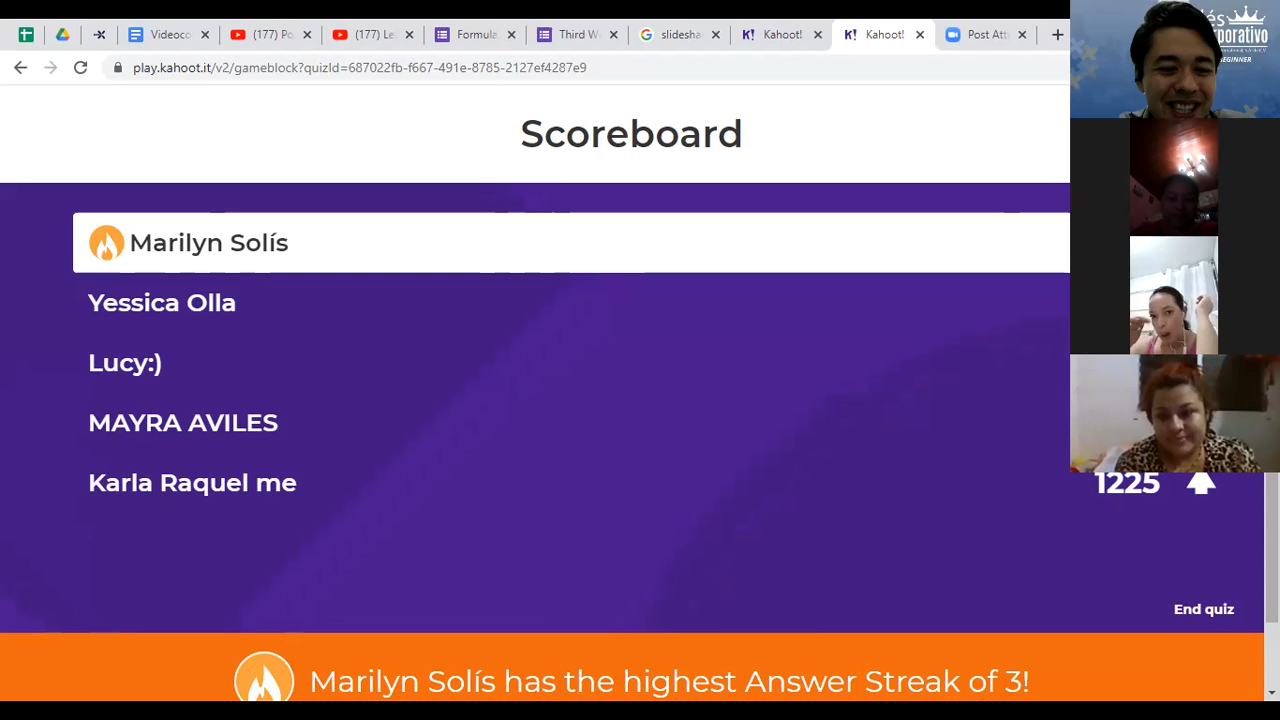 Videoco
(177) Po
(177) Le
Formula
Third W
slidesha
Kahoot!
Kahoot!
Post Att
play.kahoot.it/v2/gameblock?quizId=687022fb-f667-491e-8785-2127ef4287e9
Scoreboard
Marilyn Solís
Yessica Olla
Lucy:)
MAYRA AVILES
Karla Raquel me
1225
End quiz
Marilyn Solís has the highest Answer Streak of 3!